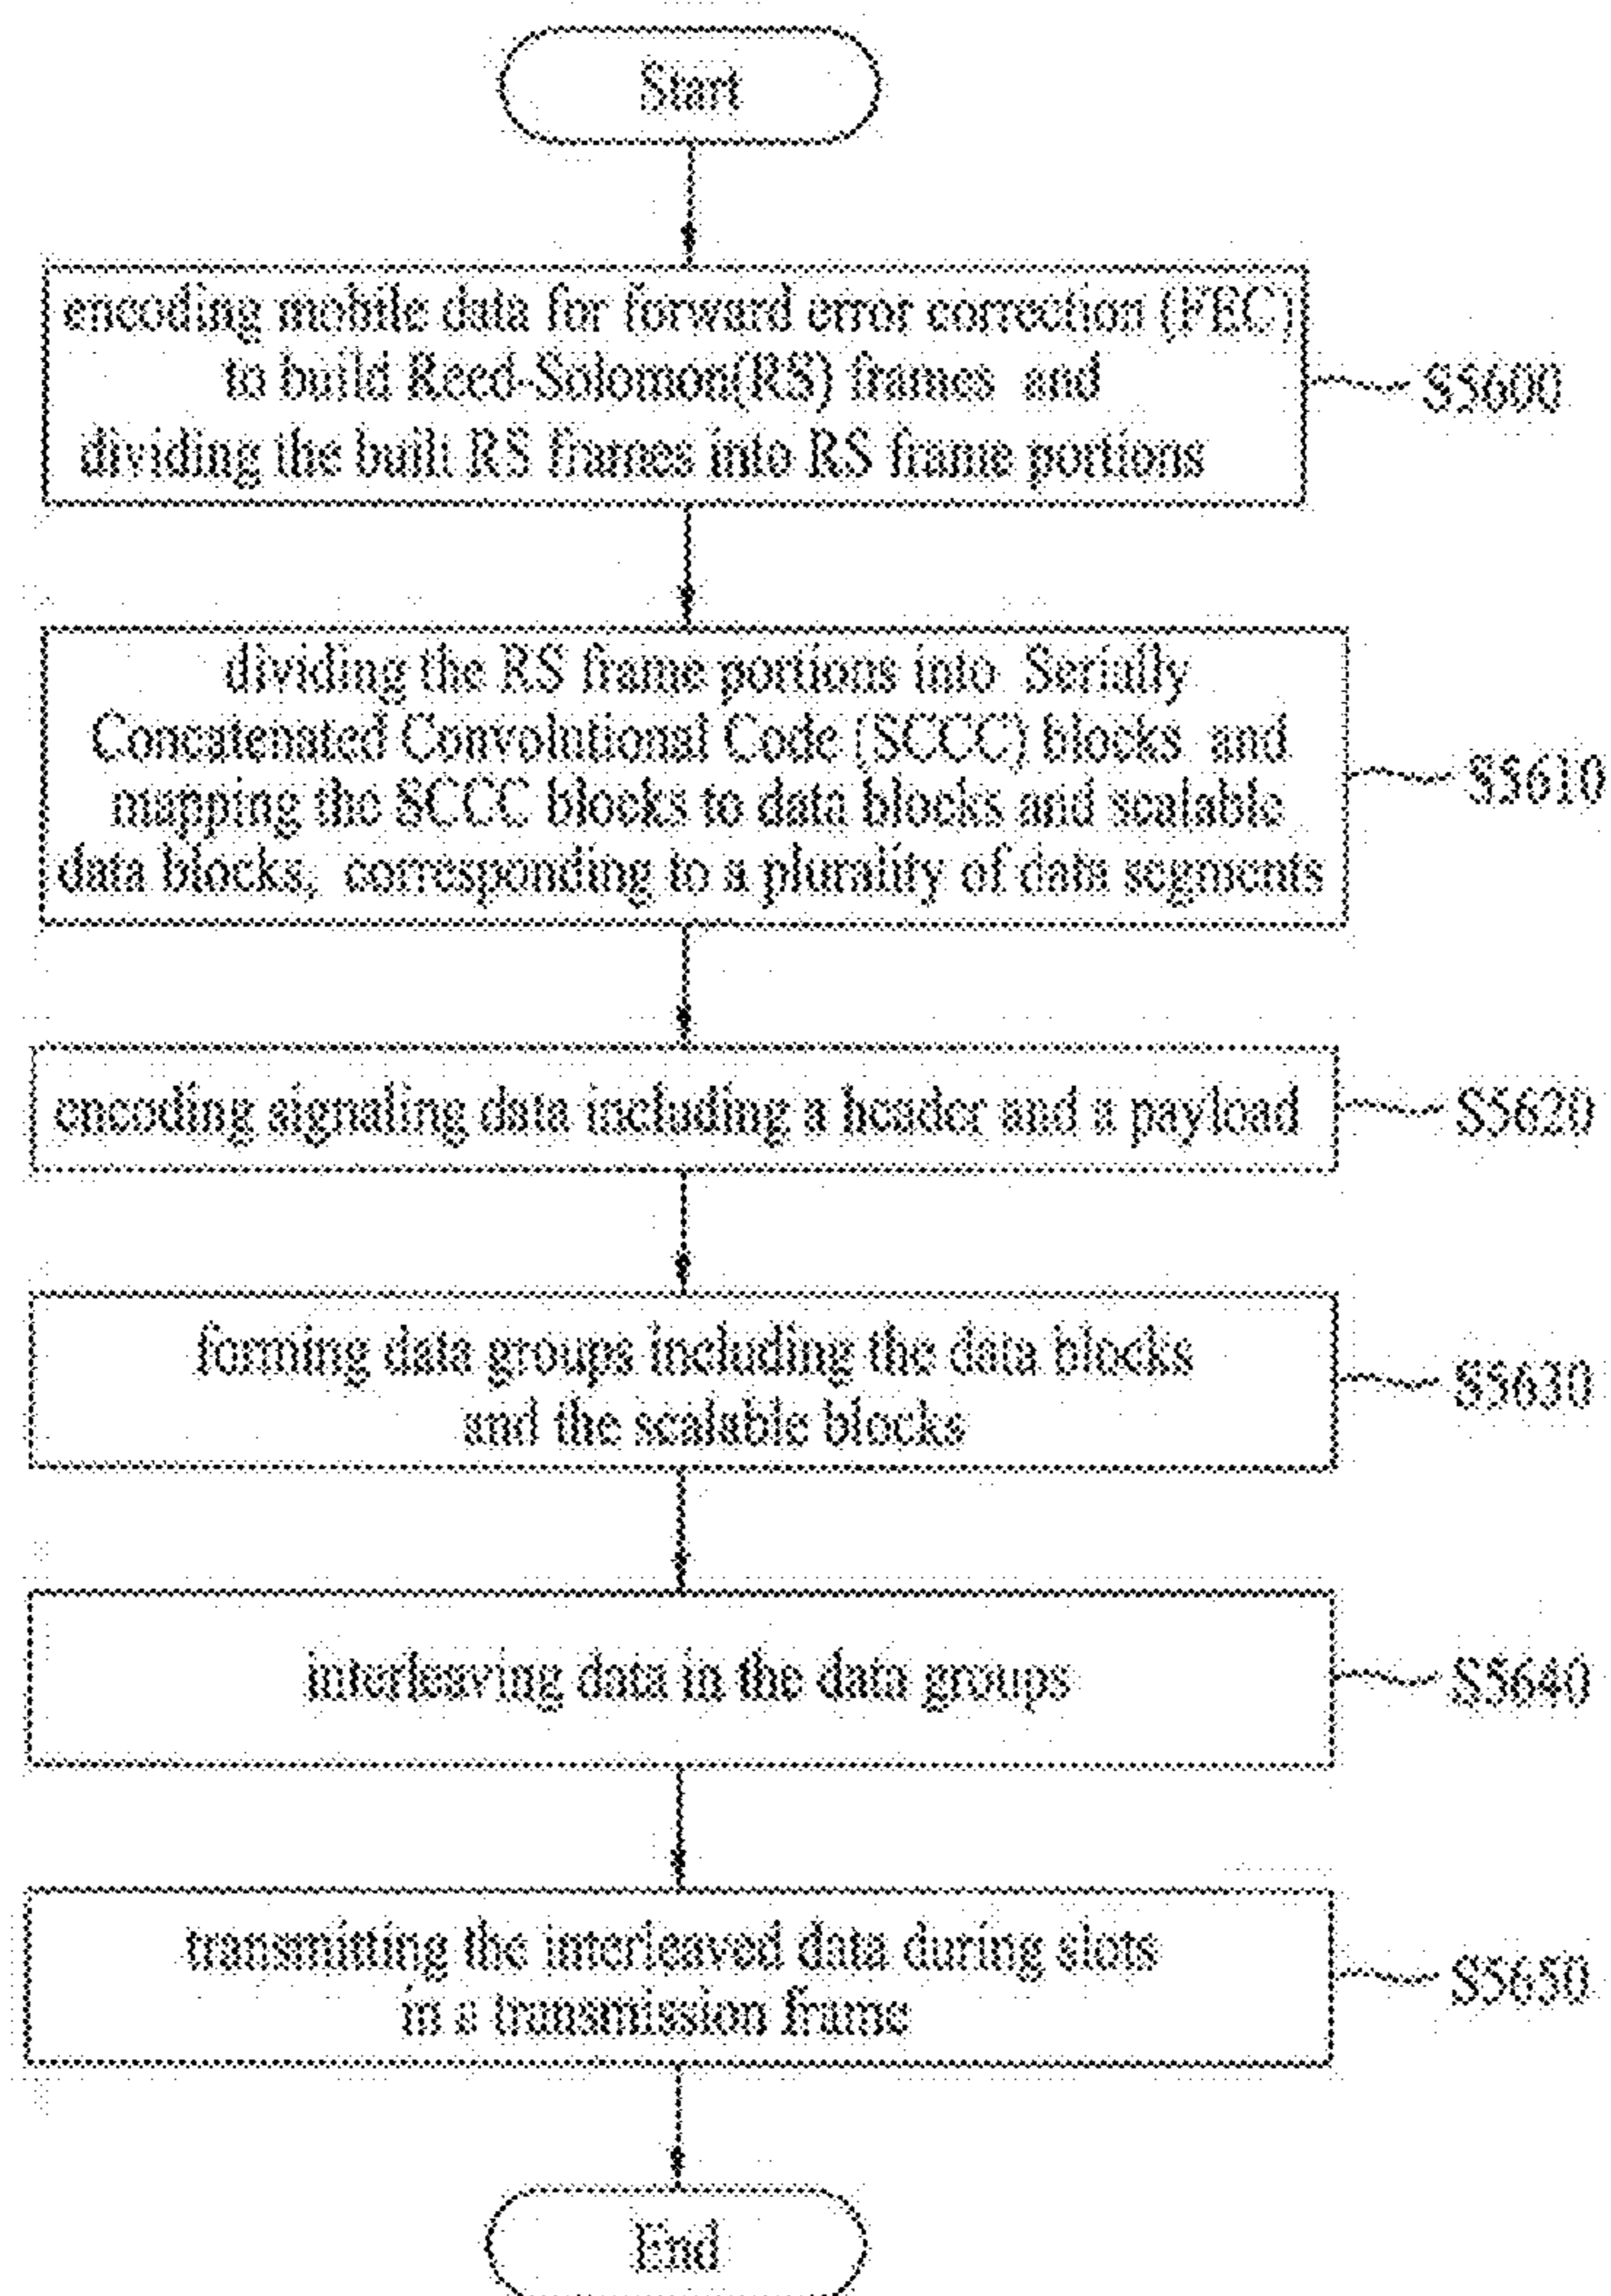 Start
encoding mobile data for forward error correction (FEC)
to build Reed-Solomon(RS) frames and
dividing the built RS frames into RS frame portions
S5600
dividing the RS frame portions into Serially
Concatenated Convolutional Code (SCCC) blocks and
mapping the SCCC blocks to data blocks and scalable
data blocks, corresponding to a plurality of data segments
S5610
encoding signaling data including a header and a payload
S5620
forming data groups including the data blocks
and the scalable blocks
S5630
interleaving data in the data groups
S5640
transmitting the interleaved data during slots
in a transmission frame
S5650
End